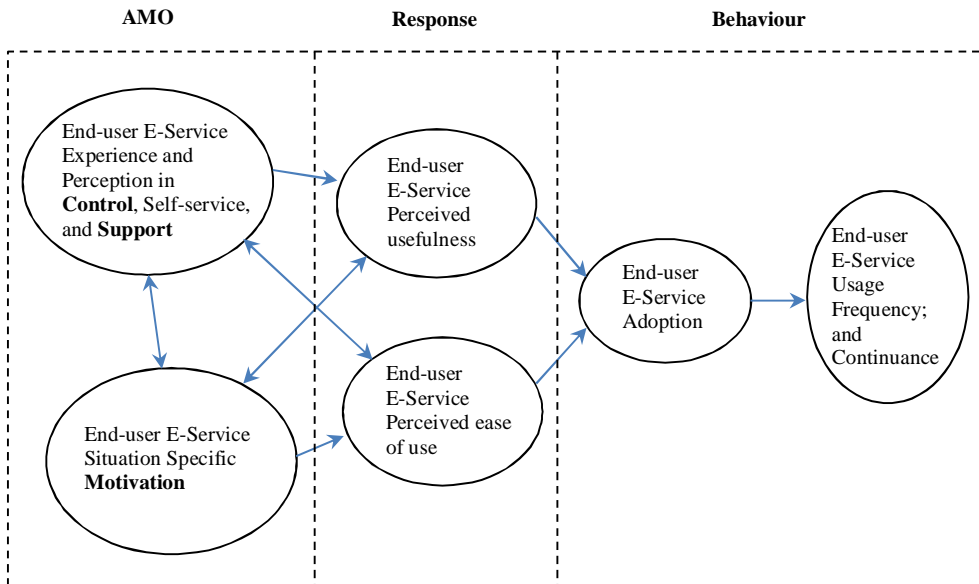 AMO
Response
Behaviour
End-user E-Service
Experience and
Perception in
Control, Self-service,
and Support
End-user
E-Service
Perceived
usefulness
End-user
E-Service
Adoption
End-user
E-Service
Usage
Frequency;
and
Continuance
End-user
E-Service
Perceived ease
of use
End-user E-Service
Situation Specific
Motivation